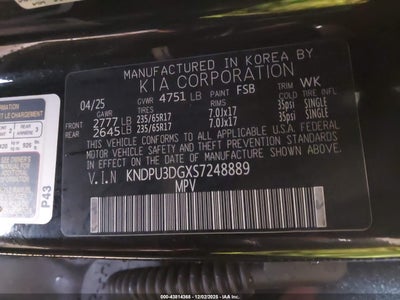 MANUFACTURED IN KOREA BY
KIA CORPORATION
04/25 GVWR 4751 LB PAINT FSB TRIM WK
GAWR TIRES RIMS COLD TIRE INF.
FRONT 2777 LB 235/65R17 7.0JX17 35psi SINGLE
REAR 2645 LB 235/65R17 7.0JX17 35psi SINGLE
THIS VEHICLE CONFORMS TO ALL APPLICABLE
FEDERAL MOTOR VEHICLE SAFETY, BUMPER,
AND THEFT PREVENTION STANDARDS
IN EFFECT ON THE DATE OF MANUFACTURE SHOWN ABOVE.
V.I.N KNDPU3DGXS7248889
MPV
P43
000-43814368 - 12/02/2025 - IAA Inc.